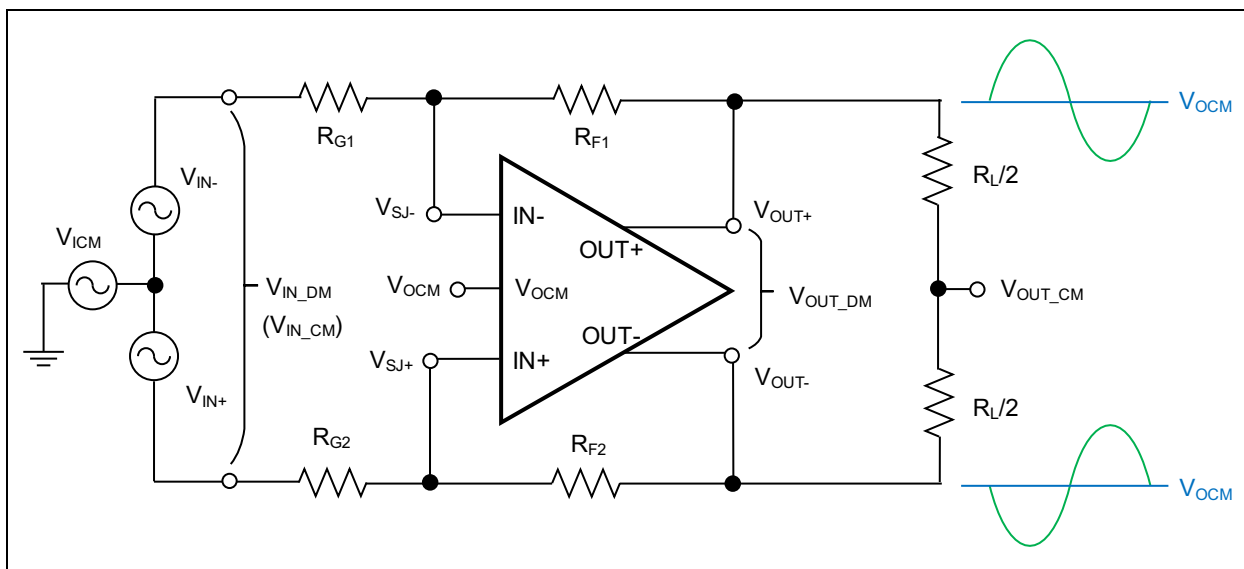 V_OCM
R_G1
R_F1
V_IN-
R_L/2
V_SJ-
IN-
V_OUT+
V_ICM
OUT+
V_IN_DM
(V_IN_CM)
V_OCM
V_OCM
V_OUT_DM
V_OUT_CM
OUT-
V_SJ+
IN+
V_OUT-
V_IN+
R_L/2
R_G2
R_F2
V_OCM